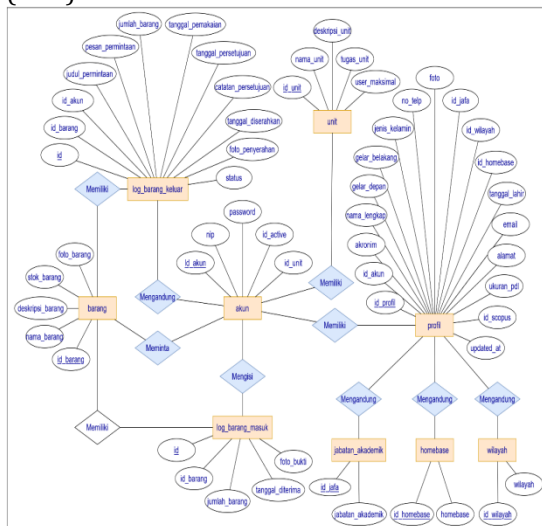 jumlah_barang
tanggal_pemakaian
pesan_permintaan
tanggal_persetujuan
judul_permintaan
catatan_persetujuan
id_akun
tanggal_diserahkan
id_barang
foto_penyerahan
id
status
Memiliki
log_barang_keluar
deskripsi_unit
nama_unit
tugas_unit
id_unit
user_maksimal
unit
foto
no_telp
id_jafa
jenis_kelamin
id_wilayah
gelar_belakang
id_homebase
gelar_depan
tanggal_lahir
nama_lengkap
email
akronim
alamat
id_akun
ukuran_pdl
id_profil
id_scopus
profil
updated_at
password
nip
id_active
id_akun
id_unit
akun
Mengandung
Memiliki
Memiliki
foto_barang
stok_barang
deskripsi_barang
nama_barang
id_barang
barang
Meminta
Mengisi
Memiliki
log_barang_masuk
id
id_barang
jumlah_barang
tanggal_diterima
foto_bukti
Mengandung
Mengandung
Mengandung
jabatan_akademik
homebase
wilayah
id_jafa
jabatan_akademik
id_homebase
homebase
id_wilayah
wilayah